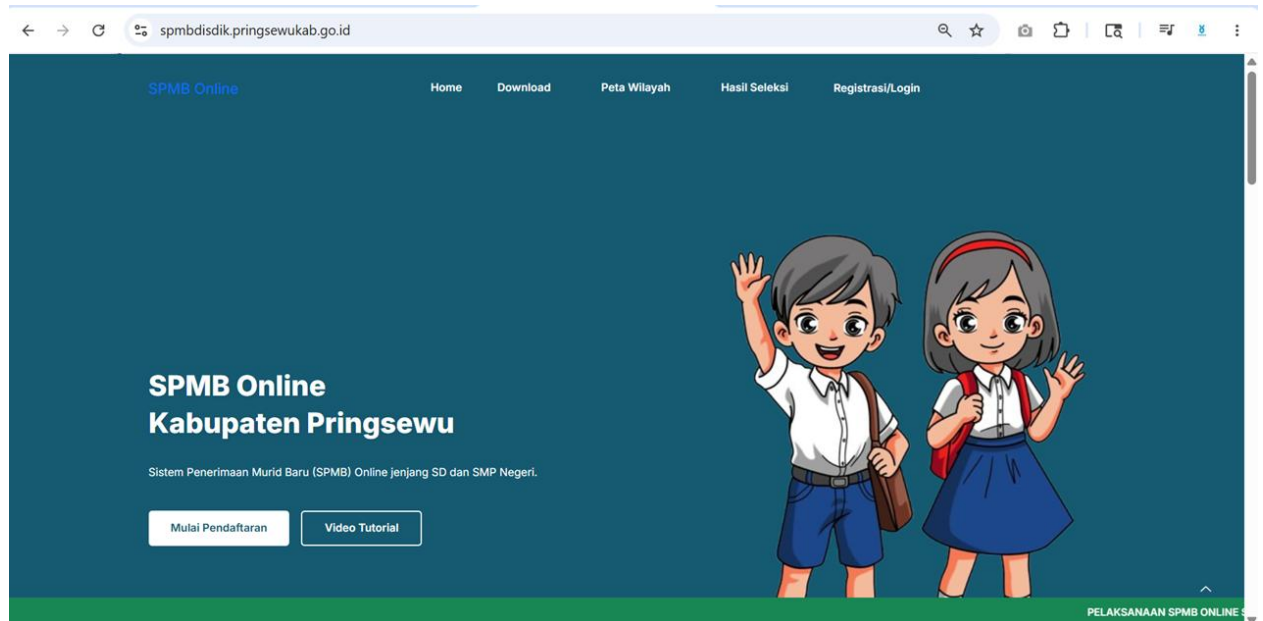 spmbdisdik.pringsewukab.go.id
SPMB Online
Home
Download
Peta Wilayah
Hasil Seleksi
Registrasi/Login
SPMB Online
Kabupaten Pringsewu
Sistem Penerimaan Murid Baru (SPMB) Online jenjang SD dan SMP Negeri.
Mulai Pendaftaran
Video Tutorial
PELAKSANAAN SPMB ONLINE